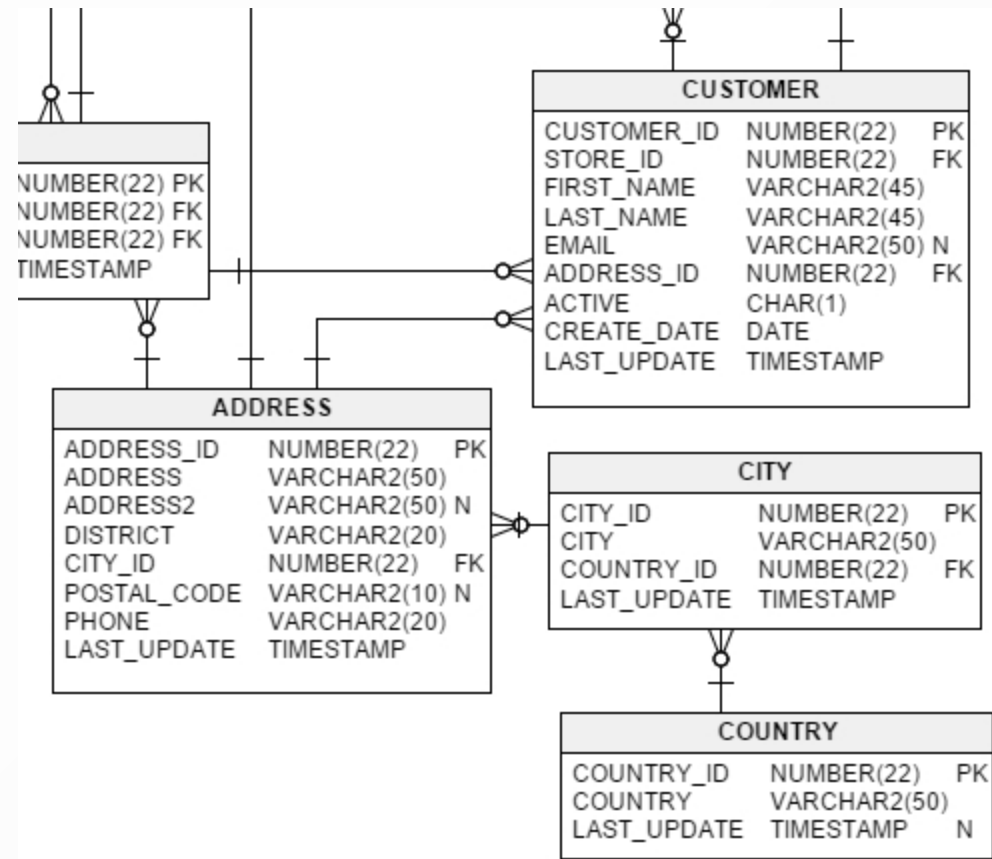 CUSTOMER
CUSTOMER_ID NUMBER(22) PK
STORE_ID NUMBER(22) FK
FIRST_NAME VARCHAR2(45)
LAST_NAME VARCHAR2(45)
EMAIL VARCHAR2(50) N
ADDRESS_ID NUMBER(22) FK
ACTIVE CHAR(1)
CREATE_DATE DATE
LAST_UPDATE TIMESTAMP
NUMBER(22) PK
NUMBER(22) FK
NUMBER(22) FK
TIMESTAMP
ADDRESS
ADDRESS_ID NUMBER(22) PK
ADDRESS VARCHAR2(50)
ADDRESS2 VARCHAR2(50) N
DISTRICT VARCHAR2(20)
CITY_ID NUMBER(22) FK
POSTAL_CODE VARCHAR2(10) N
PHONE VARCHAR2(20)
LAST_UPDATE TIMESTAMP
CITY
CITY_ID NUMBER(22) PK
CITY VARCHAR2(50)
COUNTRY_ID NUMBER(22) FK
LAST_UPDATE TIMESTAMP
COUNTRY
COUNTRY_ID NUMBER(22) PK
COUNTRY VARCHAR2(50)
LAST_UPDATE TIMESTAMP N